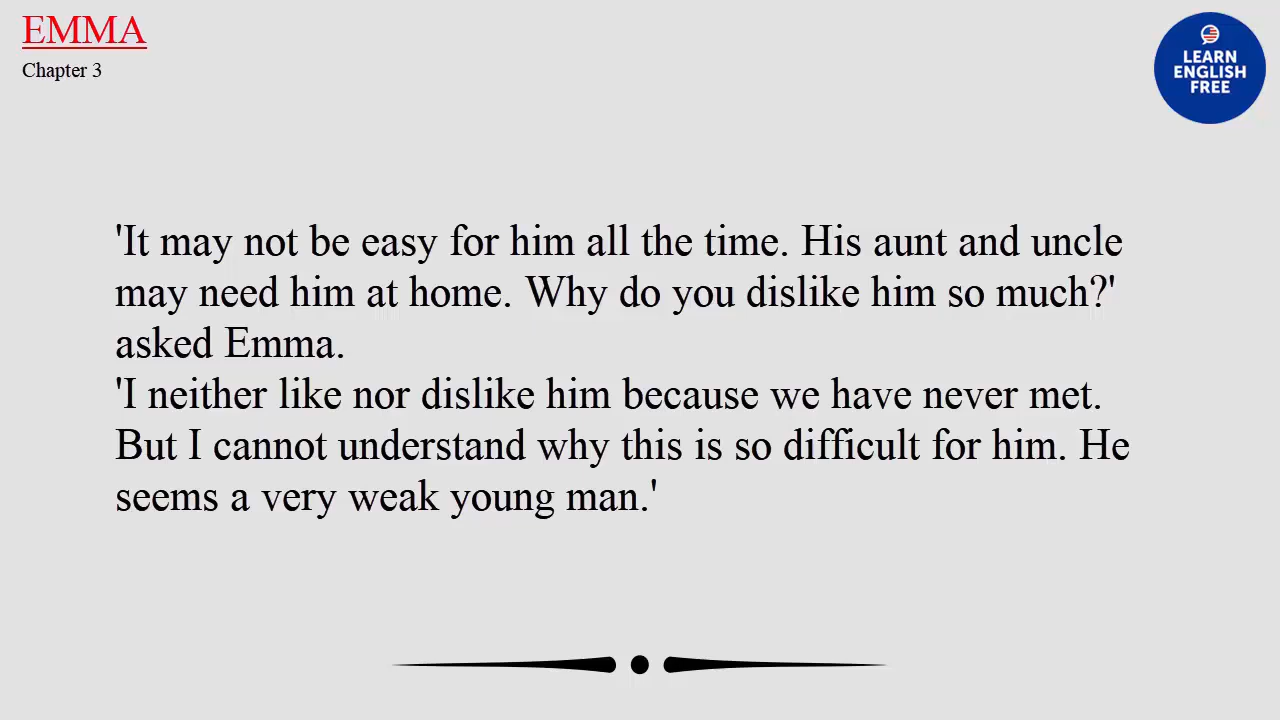 EMMA
Chapter 3
LEARN
ENGLISH
FREE
'It may not be easy for him all the time. His aunt and uncle
may need him at home. Why do you dislike him so much?'
asked Emma.
'I neither like nor dislike him because we have never met.
But I cannot understand why this is so difficult for him. He
seems a very weak young man.'